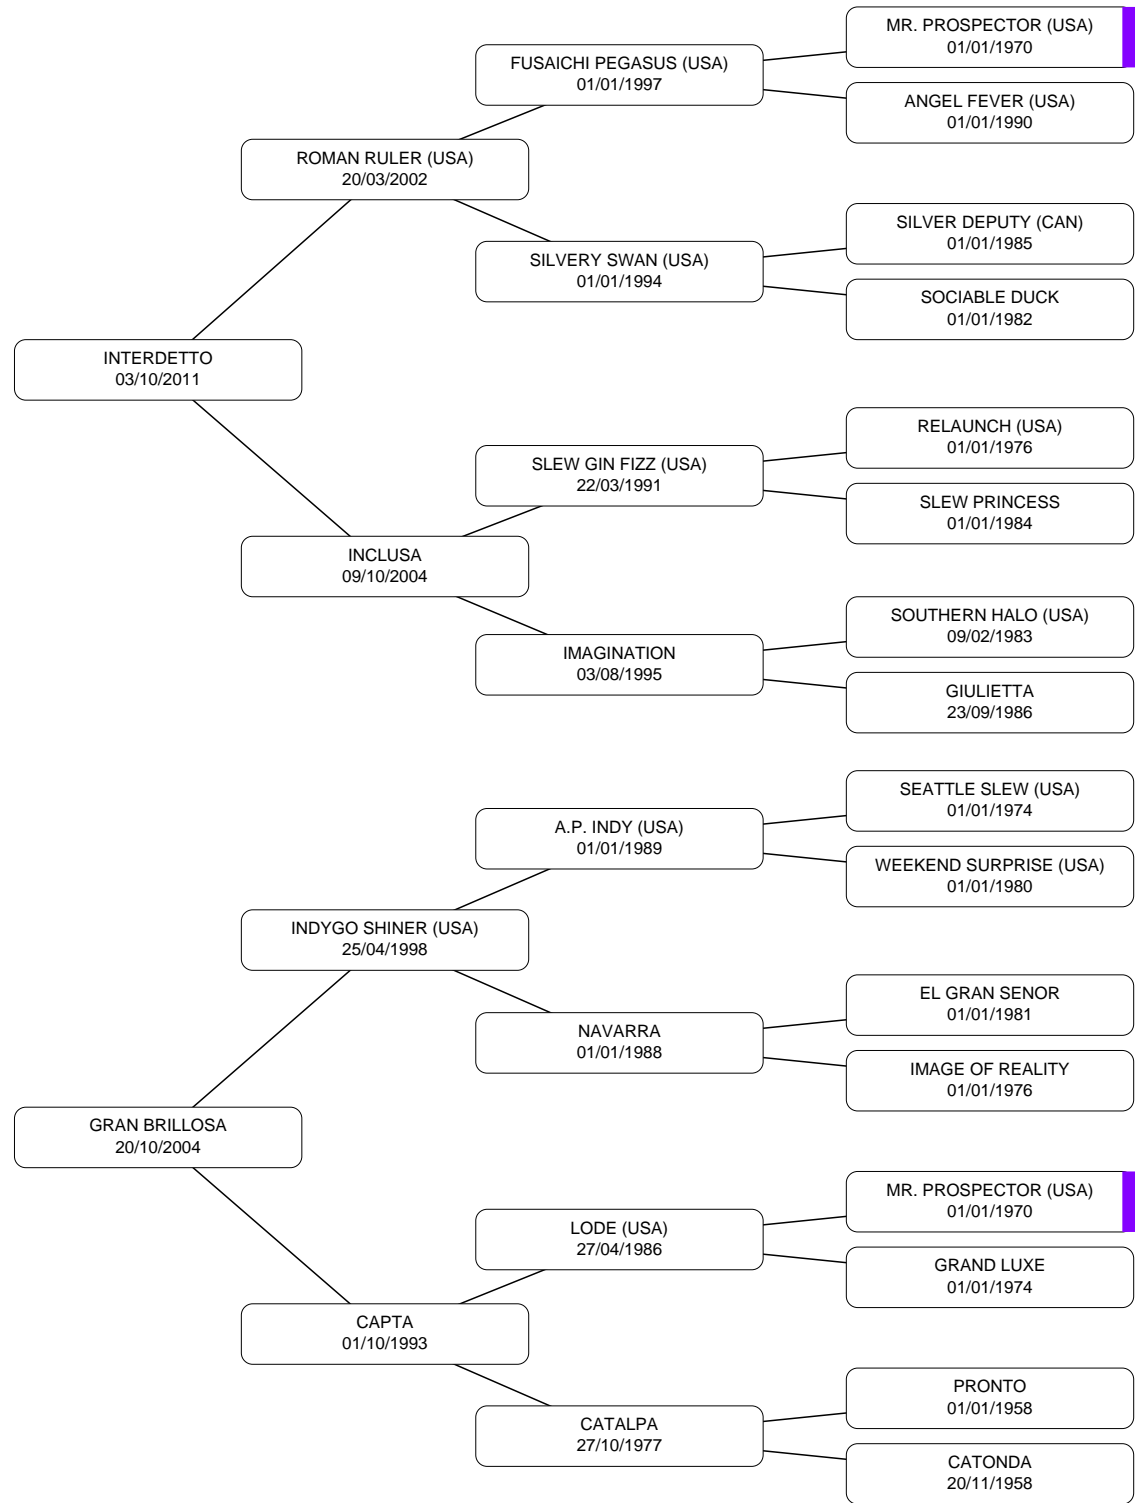 MR. PROSPECTOR (USA)
01/01/1970
FUSAICHI PEGASUS (USA)
01/01/1997
ANGEL FEVER (USA)
01/01/1990
ROMAN RULER (USA)
20/03/2002
SILVER DEPUTY (CAN)
01/01/1985
SILVERY SWAN (USA)
01/01/1994
SOCIABLE DUCK
01/01/1982
INTERDETTO
03/10/2011
RELAUNCH (USA)
01/01/1976
SLEW GIN FIZZ (USA)
22/03/1991
SLEW PRINCESS
01/01/1984
INCLUSA
09/10/2004
SOUTHERN HALO (USA)
09/02/1983
IMAGINATION
03/08/1995
GIULIETTA
23/09/1986
SEATTLE SLEW (USA)
01/01/1974
A.P. INDY (USA)
01/01/1989
WEEKEND SURPRISE (USA)
01/01/1980
INDYGO SHINER (USA)
25/04/1998
EL GRAN SENOR
01/01/1981
NAVARRA
01/01/1988
IMAGE OF REALITY
01/01/1976
GRAN BRILLOSA
20/10/2004
MR. PROSPECTOR (USA)
01/01/1970
LODE (USA)
27/04/1986
GRAND LUXE
01/01/1974
CAPTA
01/10/1993
PRONTO
01/01/1958
CATALPA
27/10/1977
CATONDA
20/11/1958